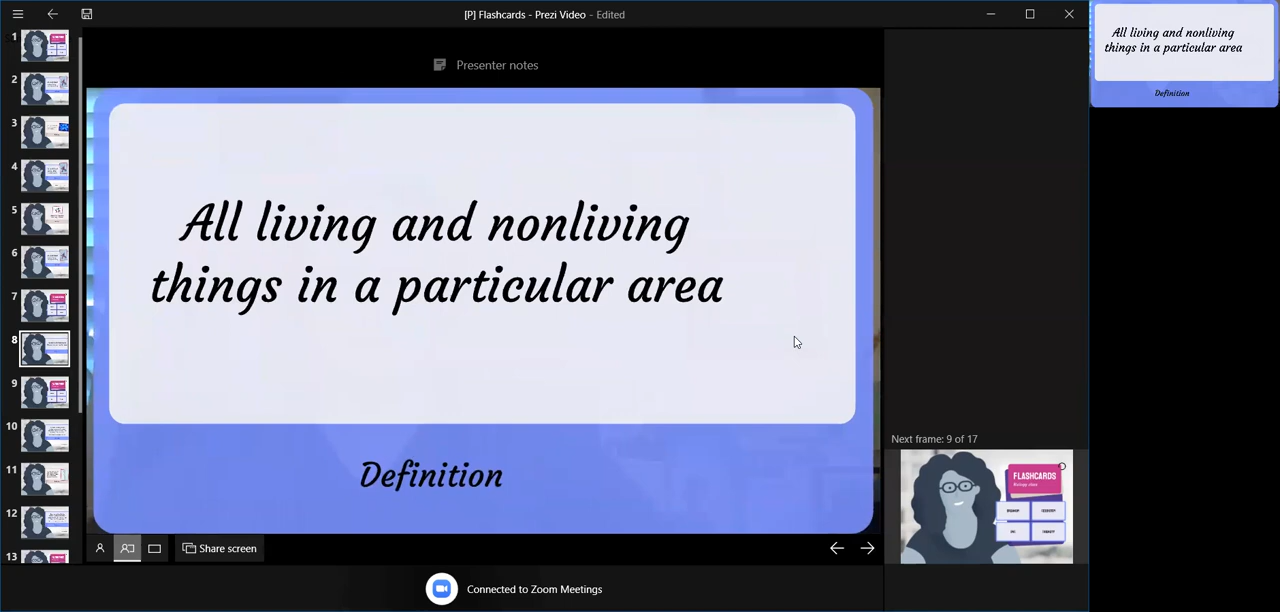 [P] Flashcards - Prezi Video - Edited
All living and nonliving
things in a particular area
Definition
Presenter notes
1
2
3
4
5
6
7
8
9
10
11
12
13
All living and nonliving
things in a particular area
Definition
Next frame: 9 of 17
FLASHCARDS
Biology class
Share screen
Connected to Zoom Meetings